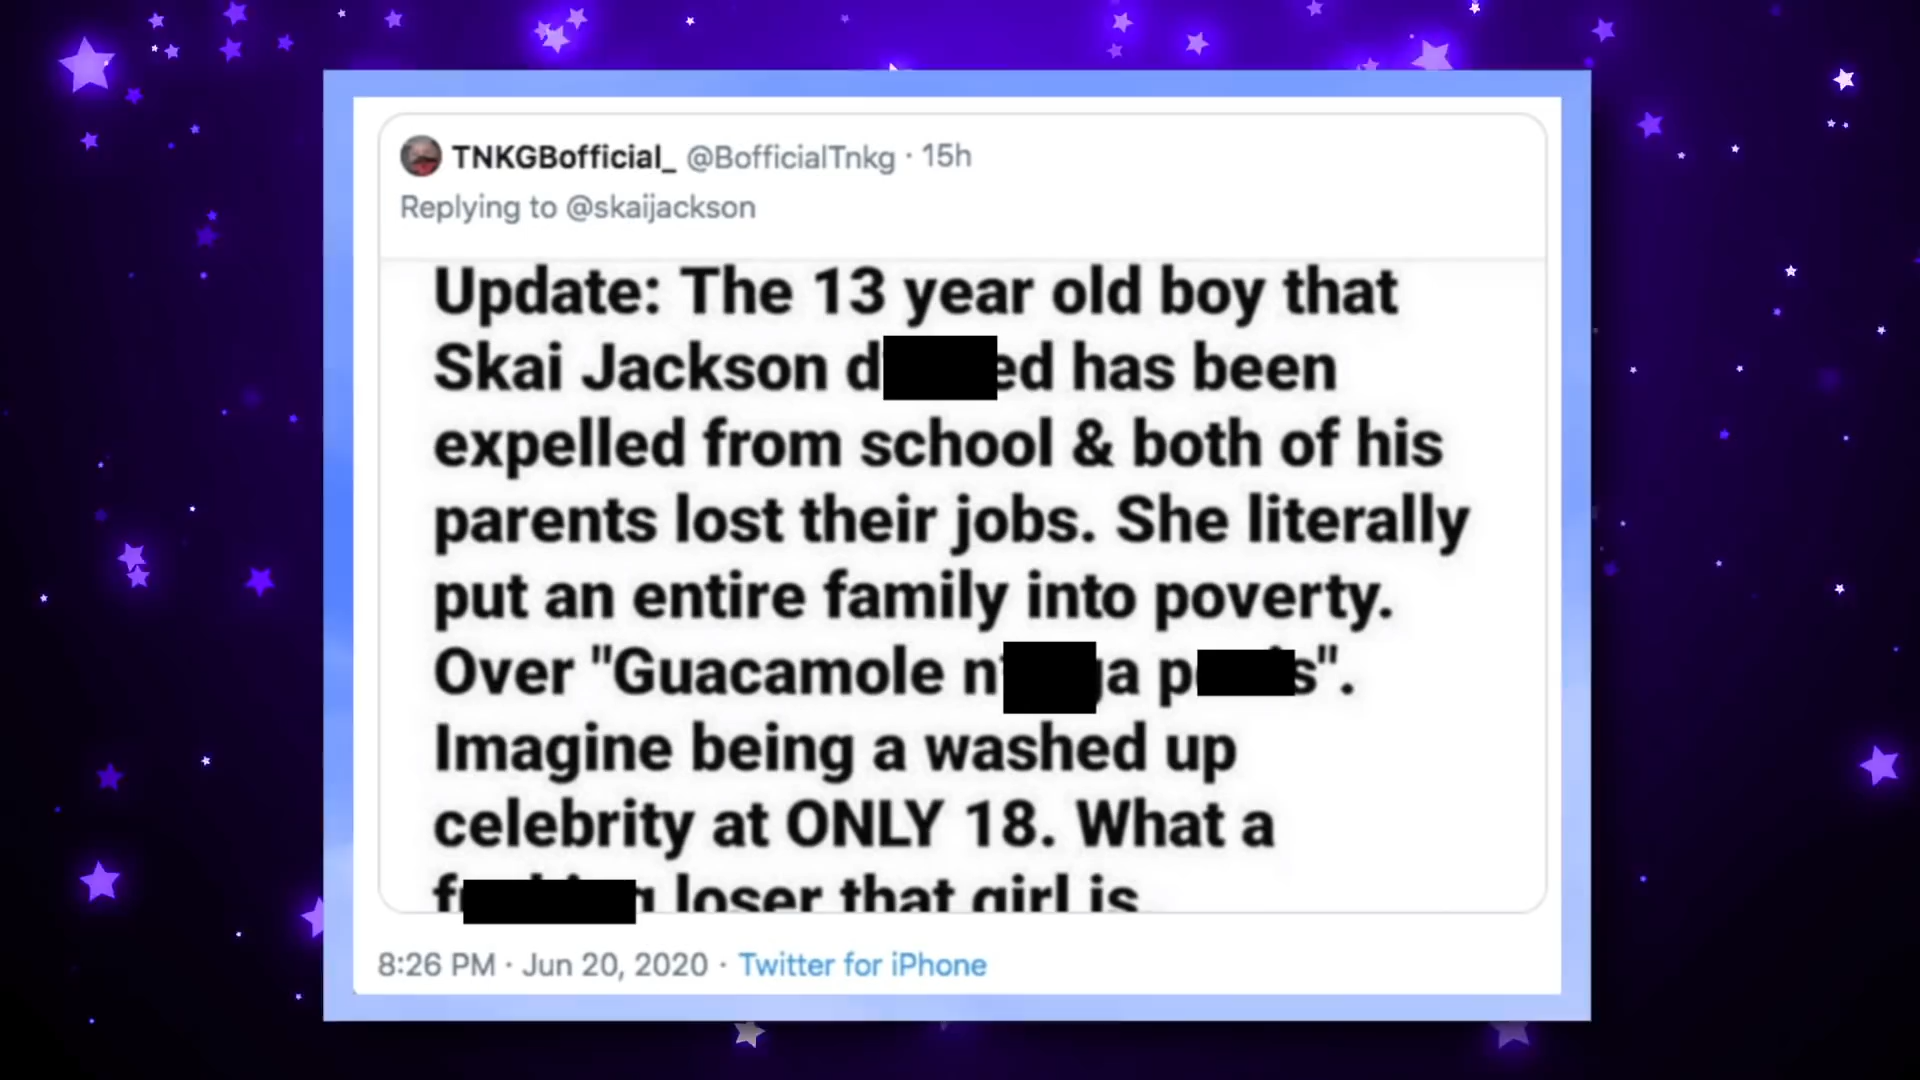 TNKGBofficial_ @BofficialTnkg · 15h
Replying to @skaijackson
Update: The 13 year old boy that
Skai Jackson d ed has been
expelled from school & both of his
parents lost their jobs. She literally
put an entire family into poverty.
Over "Guacamole n a p s".
Imagine being a washed up
celebrity at ONLY 18. What a
loser that girl is
8:26 PM · Jun 20, 2020 · Twitter for iPhone